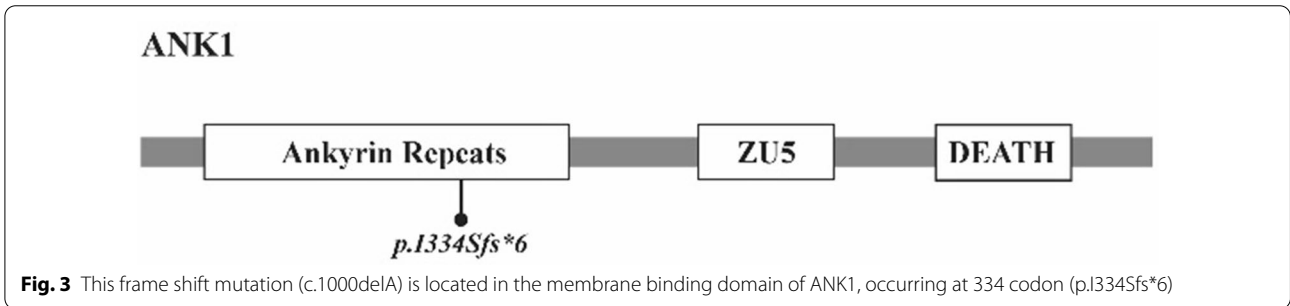 ANK1
Ankyrin Repeats ZU5 DEATH
p.I334Sfs*6
Fig. 3 This frame shift mutation (c.1000delA) is located in the membrane binding domain of ANK1, occurring at 334 codon (p.I334Sfs*6)